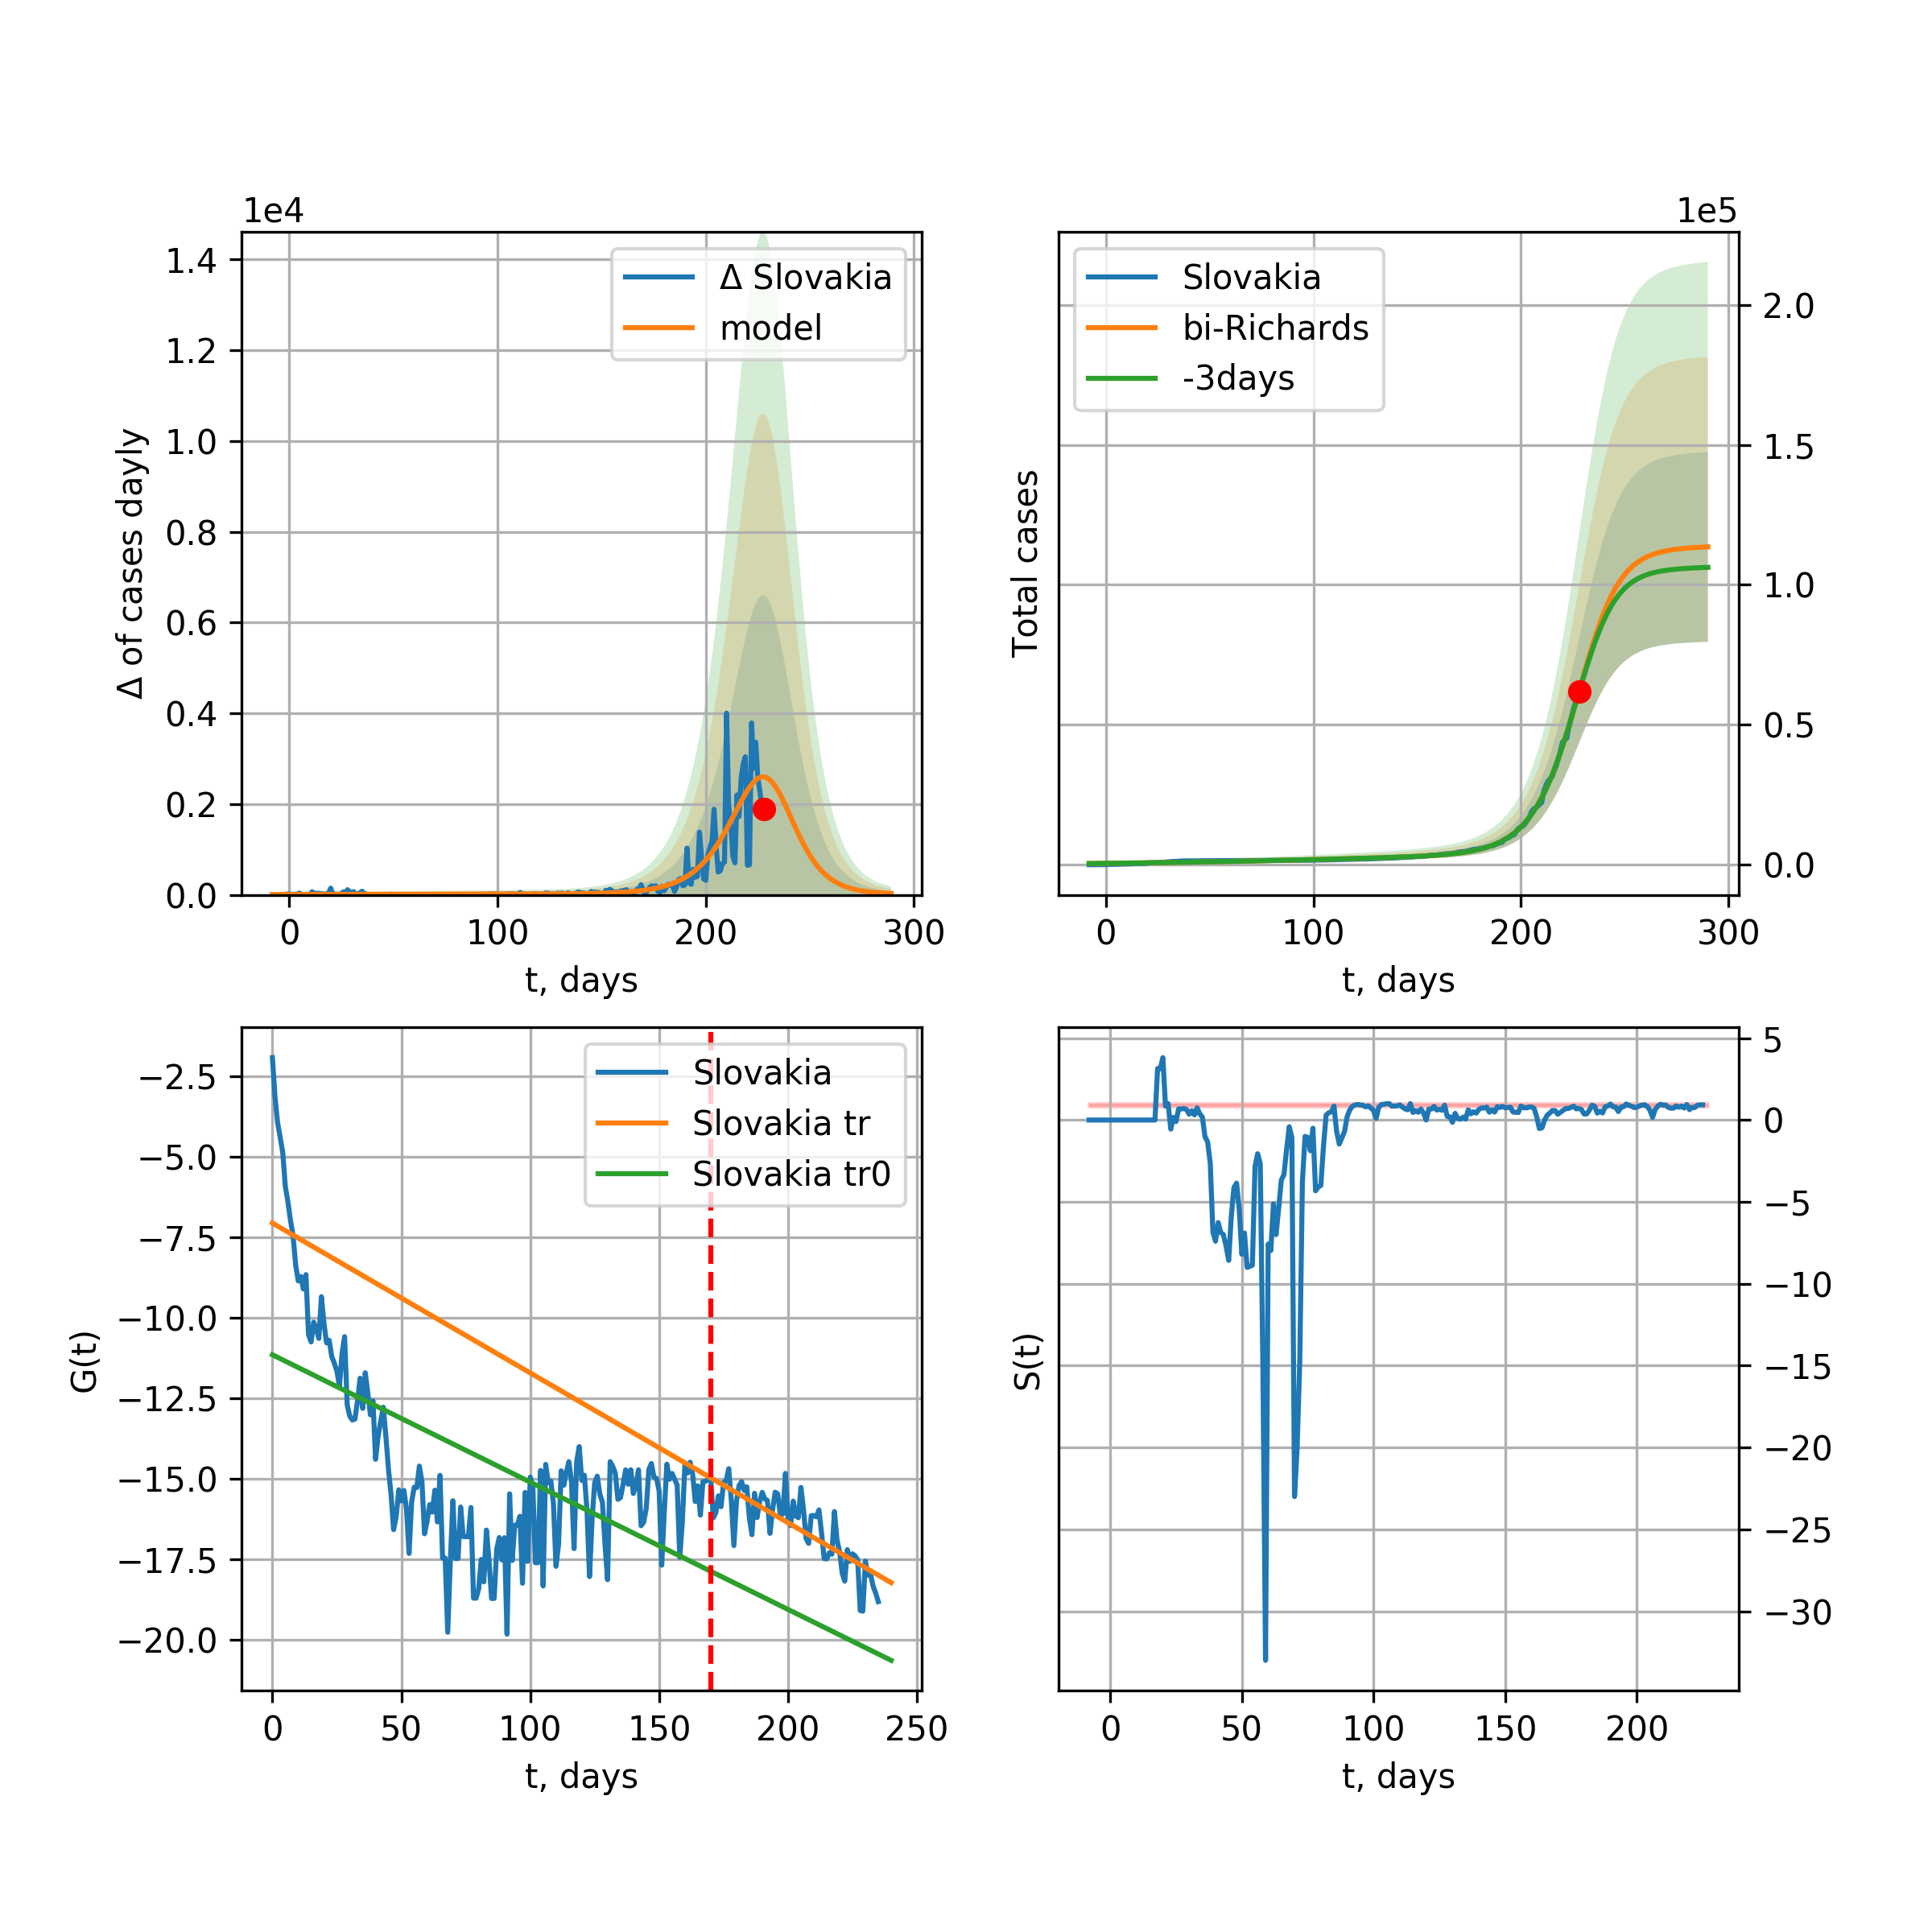 1e4
1.4
1.2
1.0
0.8
0.6
0.4
0.2
0.0
Δ of cases dayly
Δ Slovakia
model
0 100 200 300
t, days
1e5
Total cases
Slovakia
bi-Richards
-3days
2.0
1.5
1.0
0.5
0.0
0 100 200 300
t, days
−2.5
−5.0
−7.5
−10.0
−12.5
−15.0
−17.5
−20.0
G(t)
Slovakia
Slovakia tr
Slovakia tr0
0 50 100 150 200 250
t, days
S(t)
5
0
−5
−10
−15
−20
−25
−30
0 50 100 150 200
t, days